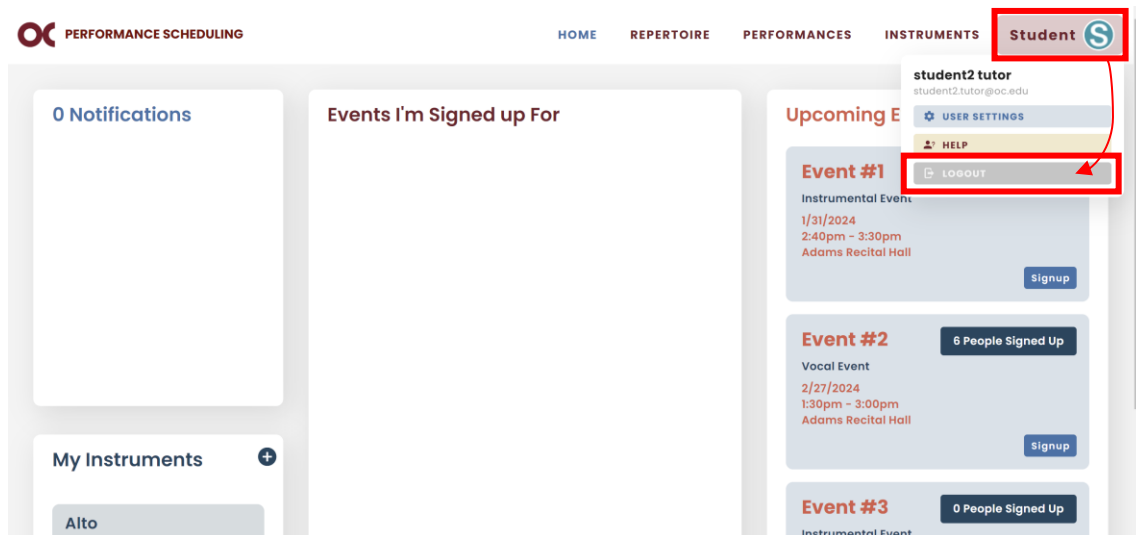 OC PERFORMANCE SCHEDULING
HOME REPERTOIRE PERFORMANCES INSTRUMENTS Student S
student2 tutor
student2.tutor@oc.edu
USER SETTINGS
HELP
LOGOUT
0 Notifications
My Instruments
Alto
Events I'm Signed up For
Upcoming E
Event #1
Instrumental Event
1/31/2024
2:40pm - 3:30pm
Adams Recital Hall
Signup
Event #2
6 People Signed Up
Vocal Event
2/27/2024
1:30pm - 3:00pm
Adams Recital Hall
Signup
Event #3
0 People Signed Up
Instrumental Event